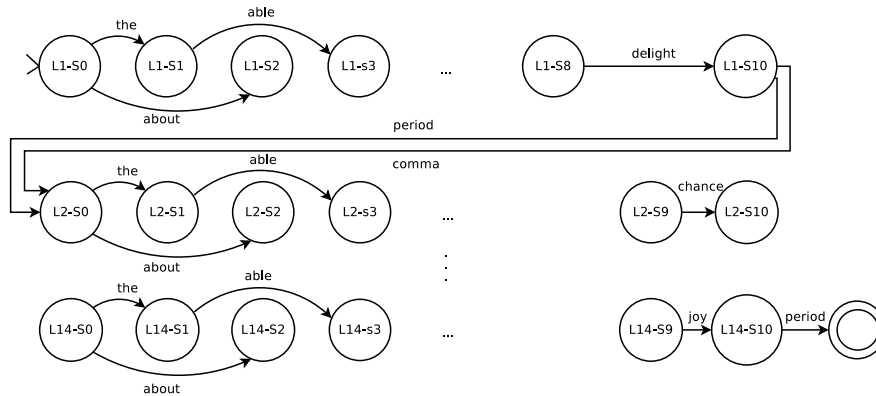 the able
L1-S0 L1-S1 L1-S2 L1-s3 ... L1-S8 delight L1-S10
about
period
comma
the able
L2-S0 L2-S1 L2-S2 L2-s3 ... L2-S9 chance L2-S10
about
.
.
.
the able
L14-S0 L14-S1 L14-S2 L14-s3 ... L14-S9 joy L14-S10 period
about